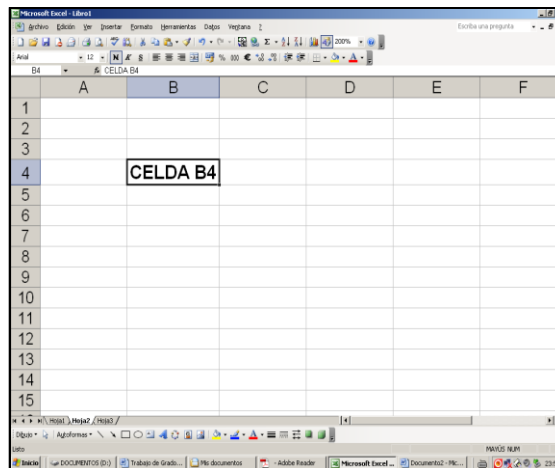 Microsoft Excel - Libro1
Archivo Edición Ver Insertar Formato Herramientas Datos Ventana ? Escriba una pregunta
200%
Arial 12 N K S
B4 fx CELDA B4
A B C D E F
1
2
3
4 CELDA B4
5
6
7
8
9
10
11
12
13
14
15
Hoja1 Hoja2 Hoja3
Dibujo Autoformas
Listo MAYÚS NUM
Inicio DOCUMENTOS (D:) Trabajo de Grado... Mis documentos - Adobe Reader Microsoft Excel ... Documento2 - Mic...